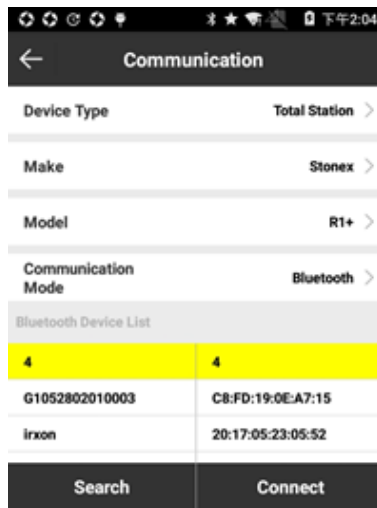 下午2:04
Communication
Device Type Total Station
Make Stonex
Model R1+
Communication
Mode Bluetooth
Bluetooth Device List
4 4
G1052802010003 C8:FD:19:0E:A7:15
irxon 20:17:05:23:05:52
Search Connect